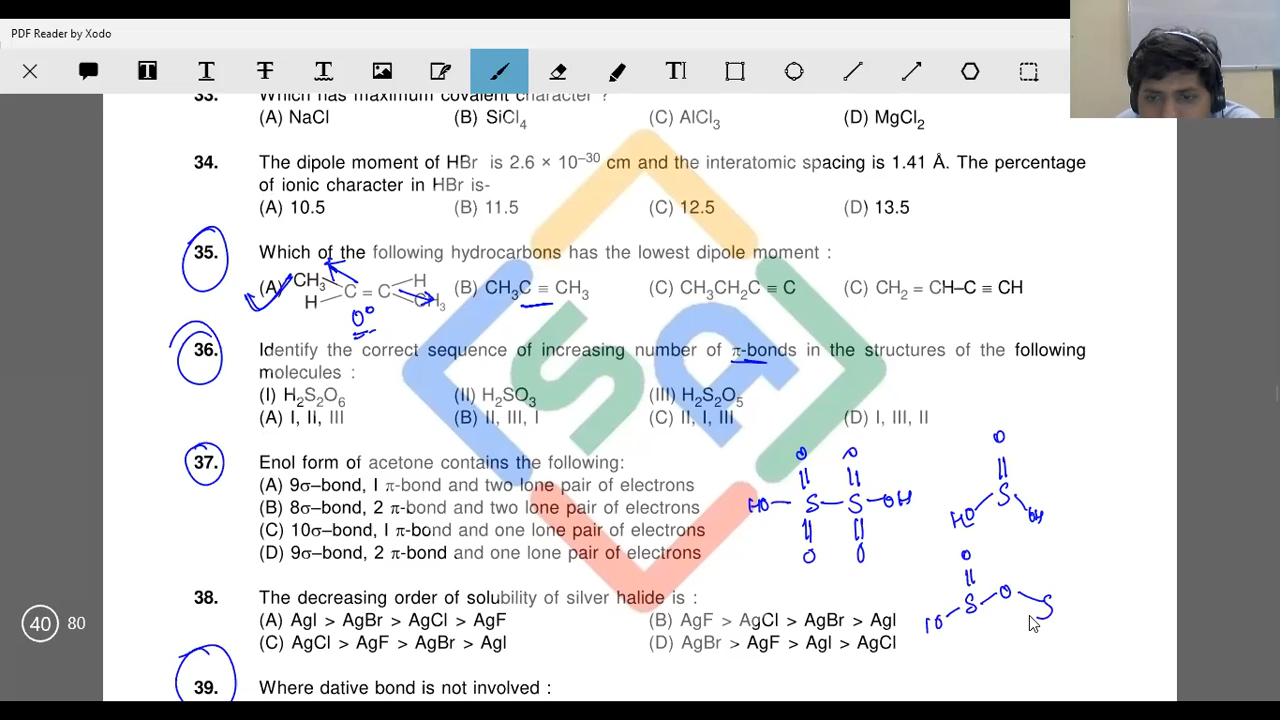 PDF Reader by Xodo
33. Which has maximum covalent character ?
(A) NaCl (B) SiCl4 (C) AlCl3 (D) MgCl2
34. The dipole moment of HBr is 2.6 × 10–30 cm and the interatomic spacing is 1.41 Å. The percentage
of ionic character in HBr is-
(A) 10.5 (B) 11.5 (C) 12.5 (D) 13.5
35. Which of the following hydrocarbons has the lowest dipole moment :
(A) CH3 H C = C H CH3 (B) CH3C ≡ CH3 (C) CH3CH2C ≡ C (C) CH2 = CH–C ≡ CH
0°
36. Identify the correct sequence of increasing number of π-bonds in the structures of the following
molecules :
(I) H2S2O6 (II) H2SO3 (III) H2S2O5
(A) I, II, III (B) II, III, I (C) II, I, III (D) I, III, II
37. Enol form of acetone contains the following:
(A) 9σ–bond, I π-bond and two lone pair of electrons
(B) 8σ–bond, 2 π-bond and two lone pair of electrons
(C) 10σ–bond, I π-bond and one lone pair of electrons
(D) 9σ–bond, 2 π-bond and one lone pair of electrons
O O
HO S S OH
O O
O
S
HO OH
O
S O S
38. The decreasing order of solubility of silver halide is :
(A) AgI > AgBr > AgCl > AgF (B) AgF > AgCl > AgBr > AgI
(C) AgCl > AgF > AgBr > AgI (D) AgBr > AgF > AgI > AgCl
40 80
39. Where dative bond is not involved :
SA